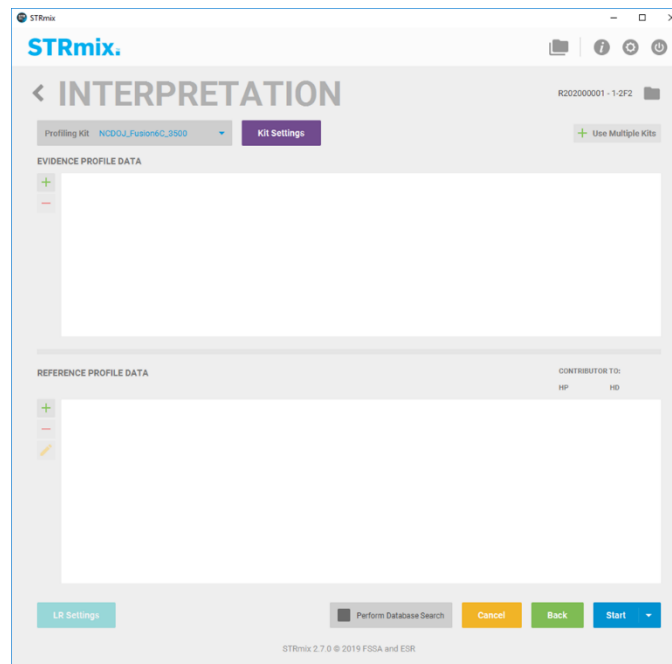 STRmix
STRmix
INTERPRETATION
R202000001 - 1-2F2
Profiling Kit NCDOJ_Fusion6C_3500
Kit Settings
Use Multiple Kits
EVIDENCE PROFILE DATA
REFERENCE PROFILE DATA
CONTRIBUTOR TO:
HP HD
LR Settings
Perform Database Search
Cancel
Back
Start
STRmix 2.7.0 © 2019 FSSA and ESR